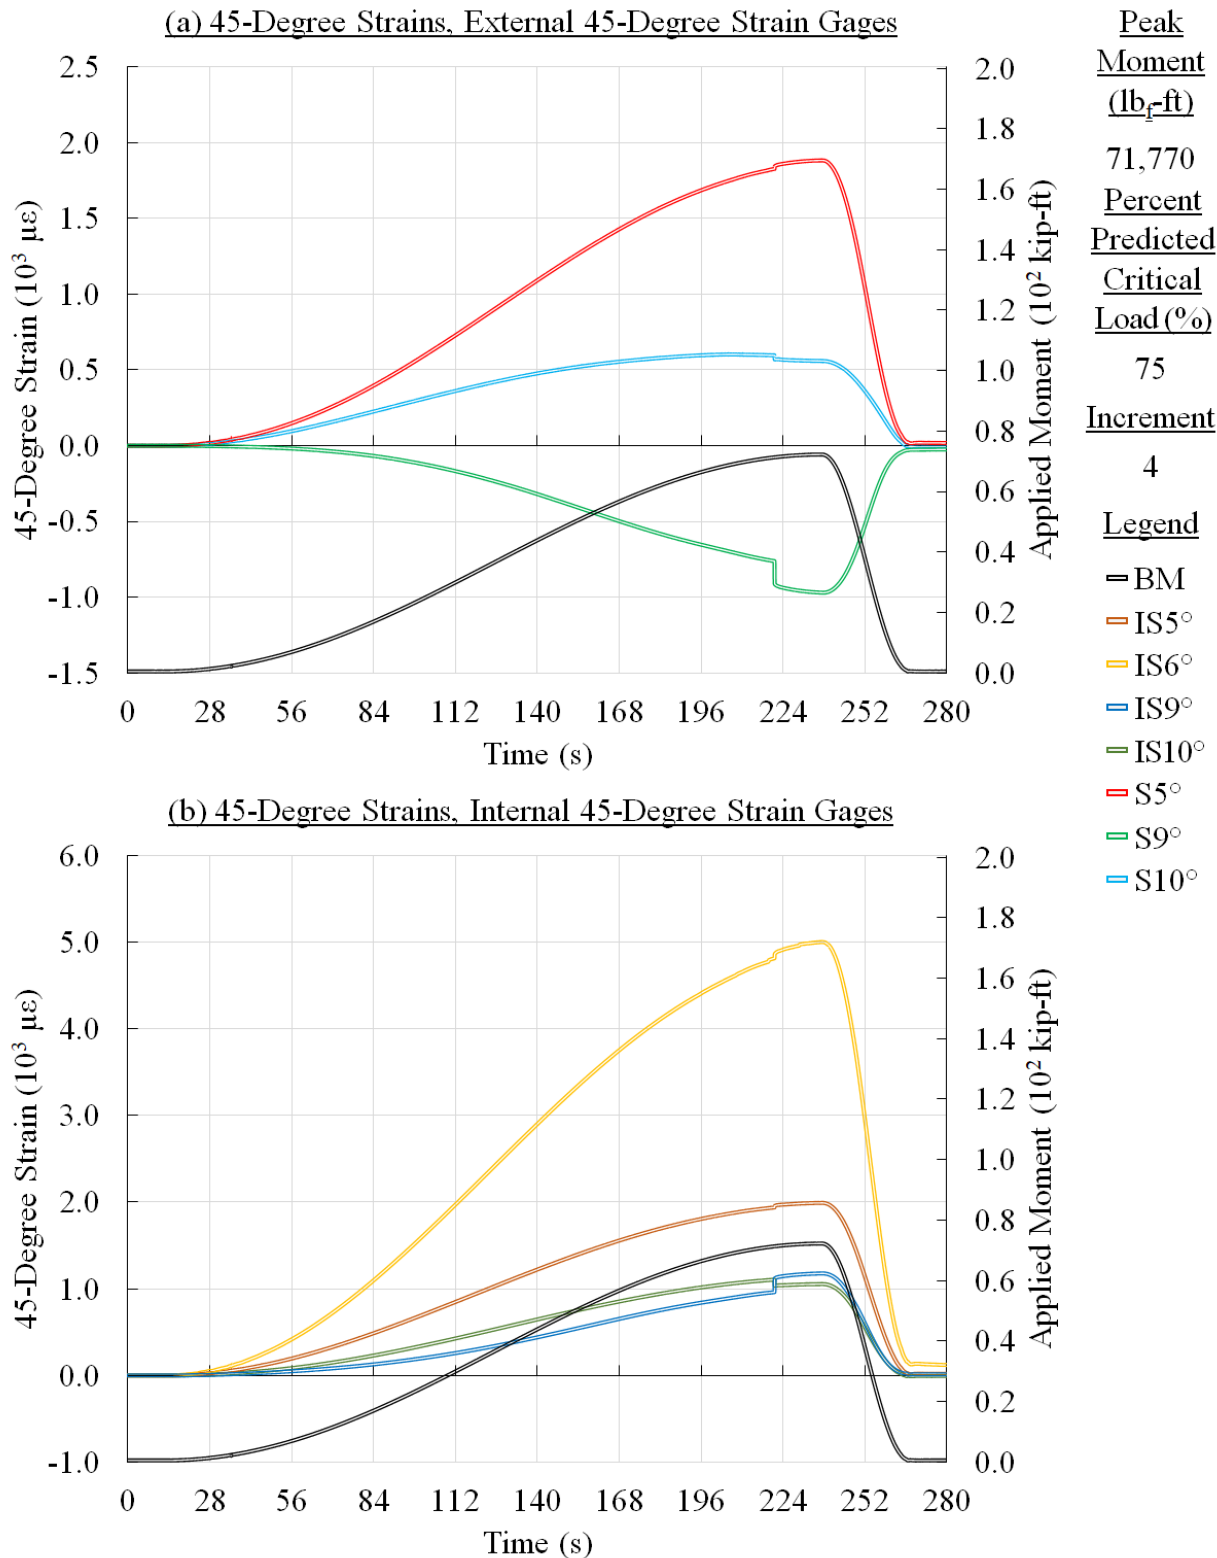 (a) 45-Degree Strains, External 45-Degree Strain Gages
2.5
2.0
1.5
1.0
0.5
0.0
-0.5
-1.0
-1.5
45-Degree Strain (10³ µε)
2.0
1.8
1.6
1.4
1.2
1.0
0.8
0.6
0.4
0.2
0.0
Applied Moment (10² kip-ft)
0 28 56 84 112 140 168 196 224 252 280
Time (s)
(b) 45-Degree Strains, Internal 45-Degree Strain Gages
6.0
5.0
4.0
3.0
2.0
1.0
0.0
-1.0
45-Degree Strain (10³ µε)
2.0
1.8
1.6
1.4
1.2
1.0
0.8
0.6
0.4
0.2
0.0
Applied Moment (10² kip-ft)
0 28 56 84 112 140 168 196 224 252 280
Time (s)
Peak
Moment
(lbf-ft)
71,770
Percent
Predicted
Critical
Load (%)
75
Increment
4
Legend
BM
IS5°
IS6°
IS9°
IS10°
S5°
S9°
S10°